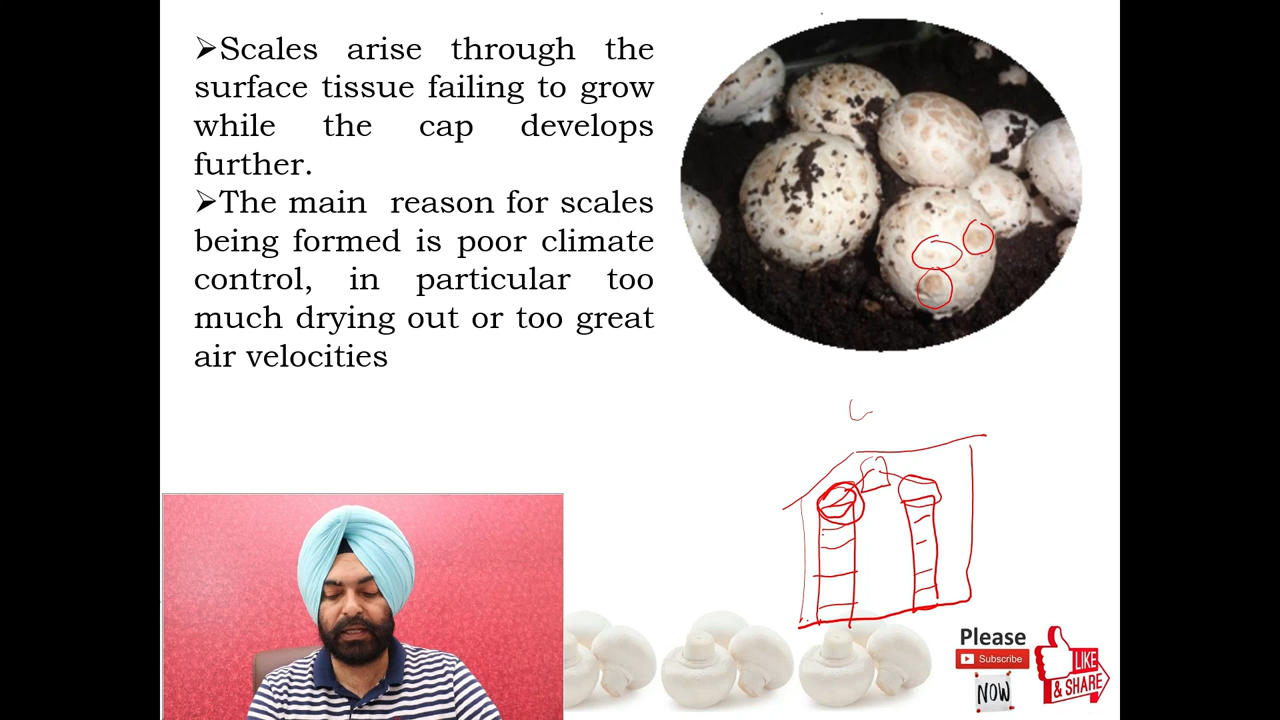 ➢Scales arise through the
surface tissue failing to grow
while the cap develops
further.
➢The main reason for scales
being formed is poor climate
control, in particular too
much drying out or too great
air velocities
Please
Subscribe
NOW
LIKE
& SHARE